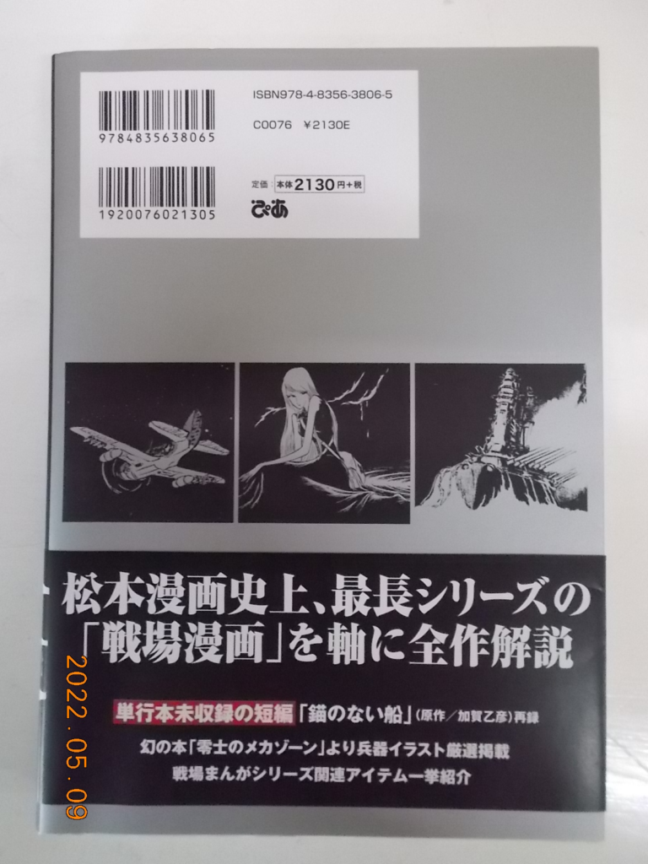 ISBN978-4-8356-3806-5
C0076 ¥2130E
9784835638065
定価 本体2130円+税
1920076021305
ぴあ
松本漫画史上、最長シリーズの
「戦場漫画」を軸に全作解説
単行本未収録の短編「錨のない船」(原作/加賀乙彦)再録
幻の本「零士のメカゾーン」より兵器イラスト厳選掲載
戦場まんがシリーズ関連アイテム一挙紹介
2022.05.09